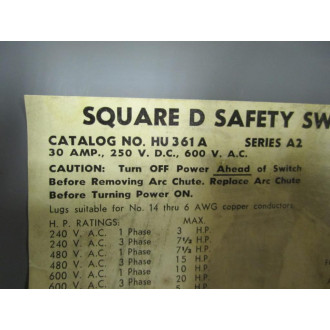 SQUARE D SAFETY SW
CATALOG NO. HU 361A SERIES A2
30 AMP., 250 V. D.C., 600 V. A.C.
CAUTION: Turn OFF Power Ahead of Switch
Before Removing Arc Chute. Replace Arc Chute
Before Turning Power ON.
Lugs suitable for No. 14 thru 6 AWG copper conductors.
H. P. RATINGS: MAX.
240 V. A.C. 1 Phase 3 H.P.
240 V. A.C. 3 Phase 7½ H.P.
480 V. A.C. 1 Phase 7½ H.P.
480 V. A.C. 3 Phase 15 H.P.
600 V. A.C. 1 Phase 10 H.P.
600 V. A.C. 3 Phase 20 H.P.